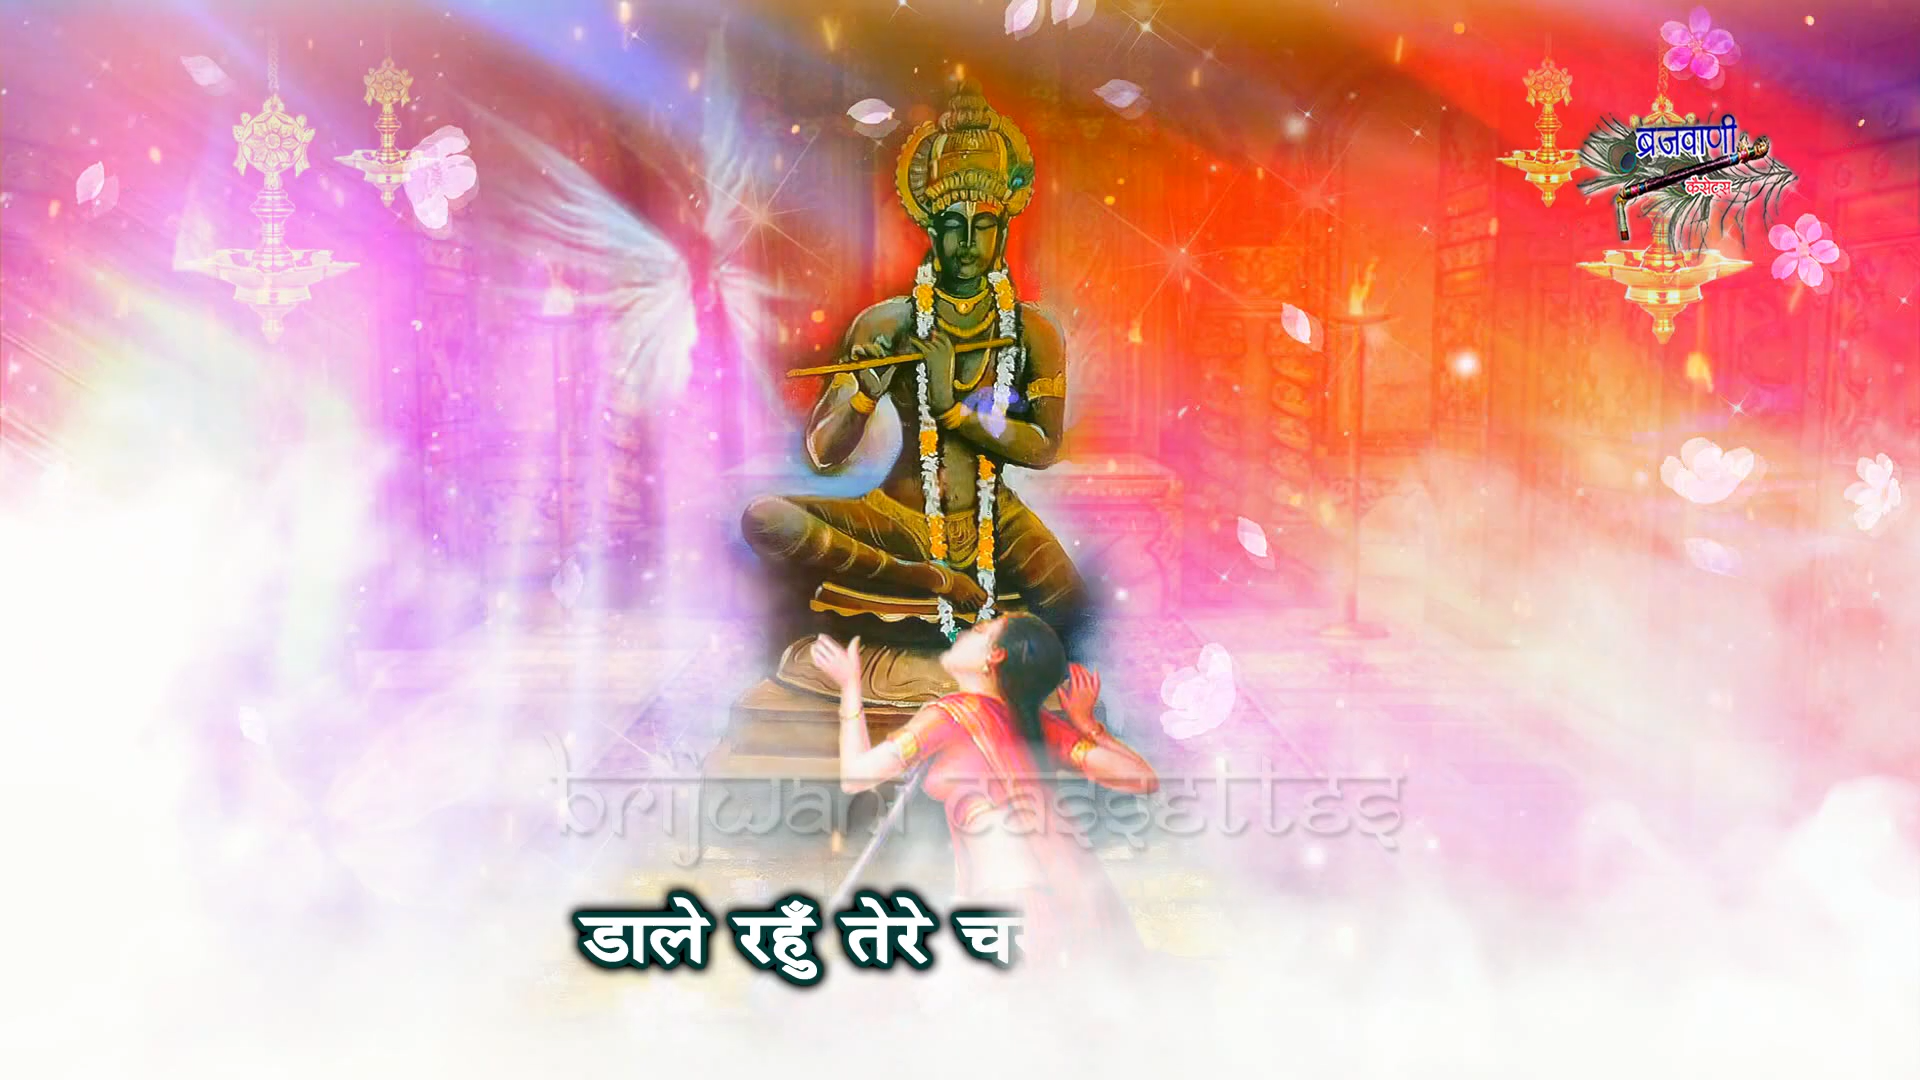 ब्रजवाणी
कैसेट्स
Brijwani Cassettes
डाले रहुँ तेरे